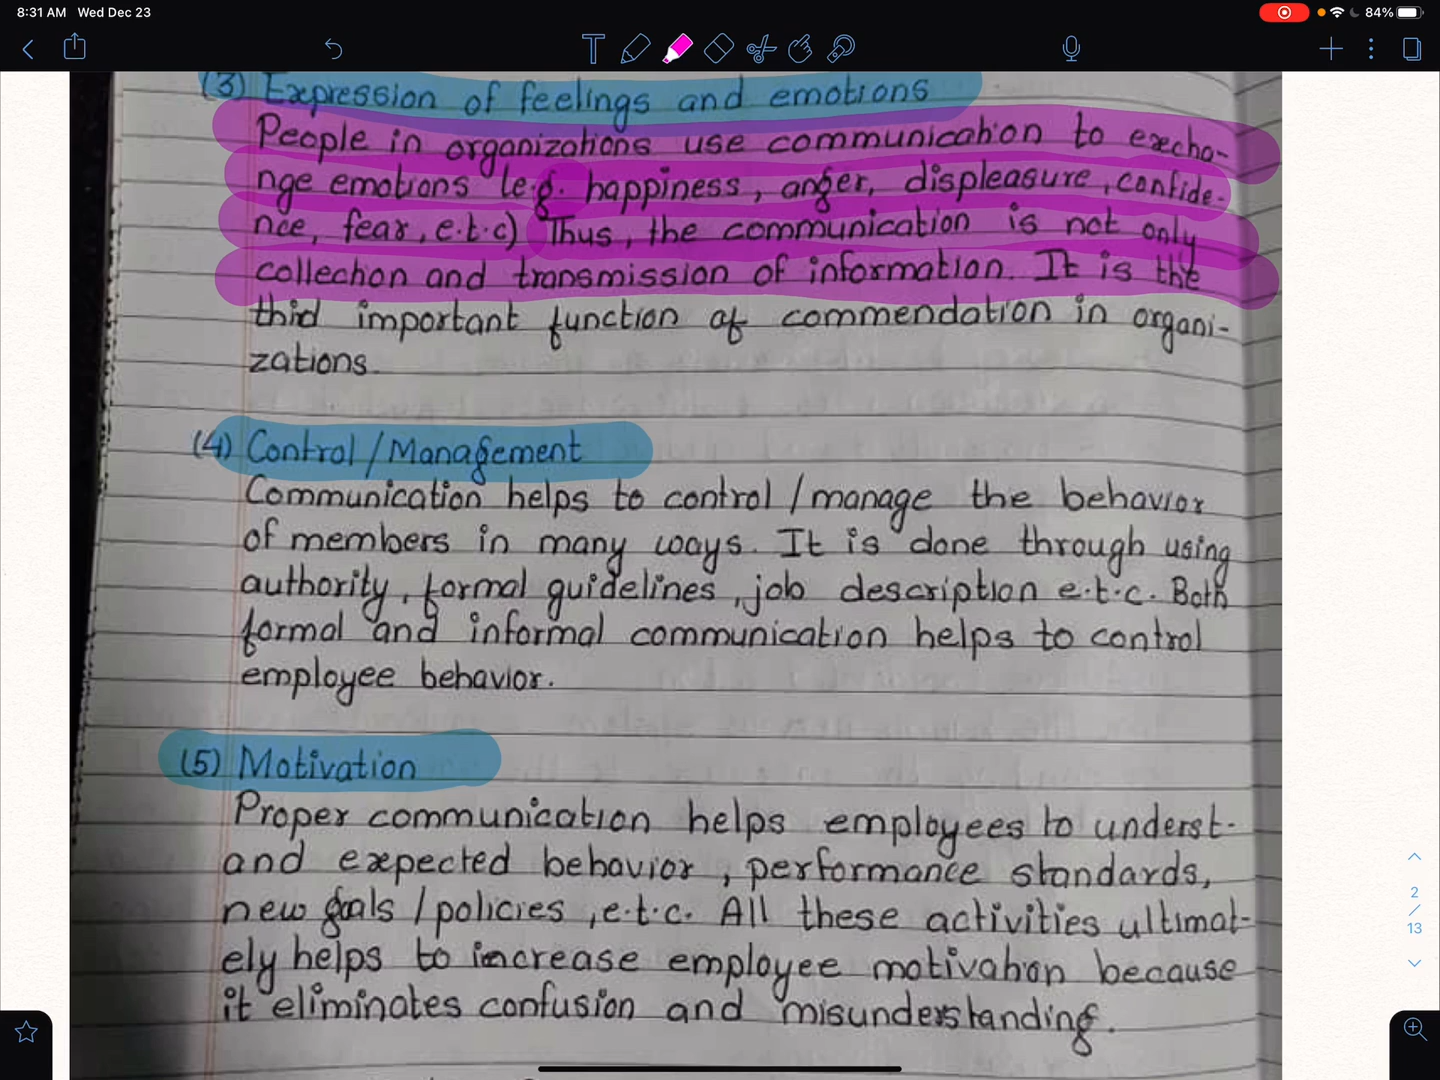 8:31 AM Wed Dec 23
84%
(3) Expression of feelings and emotions
People in organizations use communication to excha-
nge emotions (e.g. happiness, anger, displeasure, confide-
nce, fear, e.t.c) Thus, the communication is not only
collection and transmission of information. It is the
third important function of commendation in organi-
zations.
(4) Control / Management
Communication helps to control / manage the behavior
of members in many ways. It is done through using
authority, formal guidelines, job description e.t.c. Both
formal and informal communication helps to control
employee behavior.
(5) Motivation
Proper communication helps employees to underst-
and expected behavior, performance standards,
new goals / policies, e.t.c. All these activities ultimat-
ely helps to increase employee motivation because
it eliminates confusion and misunderstanding.
2
/
13